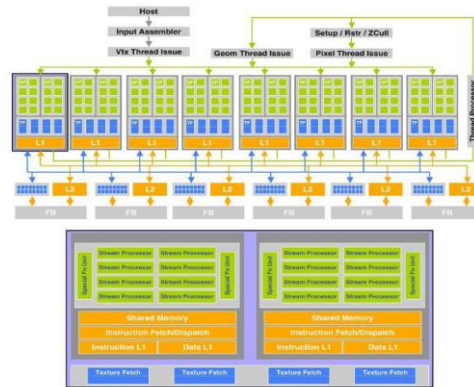 Host
Input Assembler
Setup / Rstr / ZCull
Vtx Thread Issue
Geom Thread Issue
Pixel Thread Issue
Thread Processor
L1 L1 L1 L1 L1 L1 L1 L1
L2 L2 L2 L2 L2 L2
FB FB FB FB FB FB
Special Fn Unit
Stream Processor Stream Processor
Stream Processor Stream Processor
Stream Processor Stream Processor
Stream Processor Stream Processor
Special Fn Unit
Shared Memory
Instruction Fetch/Dispatch
Instruction L1 Data L1
Special Fn Unit
Stream Processor Stream Processor
Stream Processor Stream Processor
Stream Processor Stream Processor
Stream Processor Stream Processor
Special Fn Unit
Shared Memory
Instruction Fetch/Dispatch
Instruction L1 Data L1
Texture Fetch Texture Fetch Texture Fetch Texture Fetch